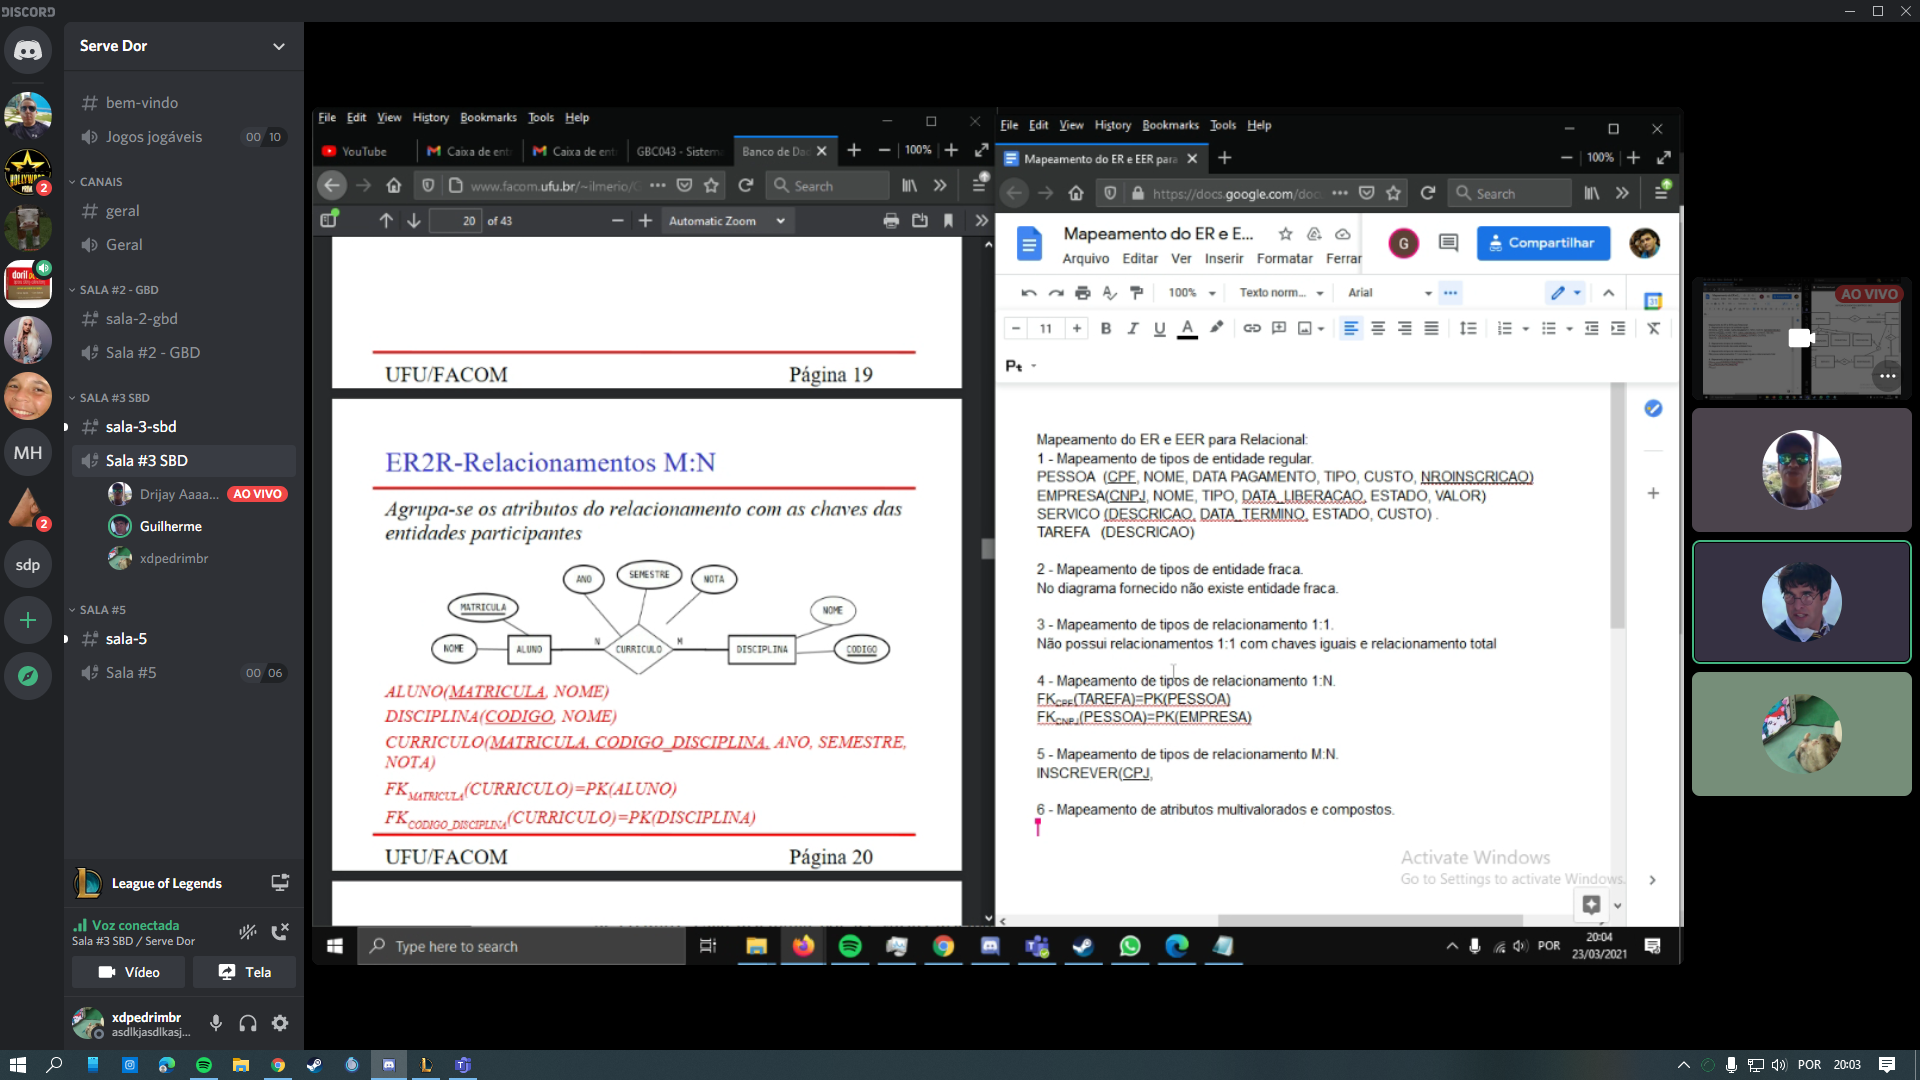 DISCORD
Serve Dor
bem-vindo
Jogos jogáveis 00 10
CANAIS
geral
Geral
SALA #2 - GBD
sala-2-gbd
Sala #2 - GBD
SALA #3 SBD
sala-3-sbd
Sala #3 SBD
Drijay Aaaa... AO VIVO
Guilherme
xdpedrimbr
SALA #5
sala-5
Sala #5 00 06
2
MH
2
sdp
League of Legends
Voz conectada
Sala #3 SBD / Serve Dor
Vídeo Tela
xdpedrimbr
asdlkjasdlkasj...
File Edit View History Bookmarks Tools Help
YouTube Caixa de ent Caixa de ent GBC043 - Sistem Banco de Da 100%
www.facom.ufu.br/~ilmerio/ Search
20 of 43 Automatic Zoom
UFU/FACOM Página 19
ER2R-Relacionamentos M:N
Agrupa-se os atributos do relacionamento com as chaves das
entidades participantes
ANO SEMESTRE NOTA
MATRICULA NOME
NOME ALUNO N CURRICULO M DISCIPLINA CODIGO
ALUNO(MATRICULA, NOME)
DISCIPLINA(CODIGO, NOME)
CURRICULO(MATRICULA, CODIGO_DISCIPLINA, ANO, SEMESTRE,
NOTA)
FKMATRICULA(CURRICULO)=PK(ALUNO)
FKCODIGO_DISCIPLINA(CURRICULO)=PK(DISCIPLINA)
UFU/FACOM Página 20
File Edit View History Bookmarks Tools Help
Mapeamento do ER e EER para 100%
https://docs.google.com/doc Search
Mapeamento do ER e E... G Compartilhar
Arquivo Editar Ver Inserir Formatar Ferrar
100% Texto norm... Arial
11 B I U A
31
Pt
Mapeamento do ER e EER para Relacional:
1 - Mapeamento de tipos de entidade regular.
PESSOA (CPF, NOME, DATA PAGAMENTO, TIPO, CUSTO, NROINSCRICAO)
EMPRESA(CNPJ, NOME, TIPO, DATA_LIBERACAO, ESTADO, VALOR)
SERVICO (DESCRICAO, DATA_TERMINO, ESTADO, CUSTO) .
TAREFA (DESCRICAO)
2 - Mapeamento de tipos de entidade fraca.
No diagrama fornecido não existe entidade fraca.
3 - Mapeamento de tipos de relacionamento 1:1.
Não possui relacionamentos 1:1 com chaves iguais e relacionamento total
4 - Mapeamento de tipos de relacionamento 1:N.
FKCPF(TAREFA)=PK(PESSOA)
FKCNPJ(PESSOA)=PK(EMPRESA)
5 - Mapeamento de tipos de relacionamento M:N.
INSCREVER(CPJ,
6 - Mapeamento de atributos multivalorados e compostos.
Activate Windows
Go to Settings to activate Windows.
Type here to search
POR 20:04
23/03/2021
AO VIVO
POR 20:03